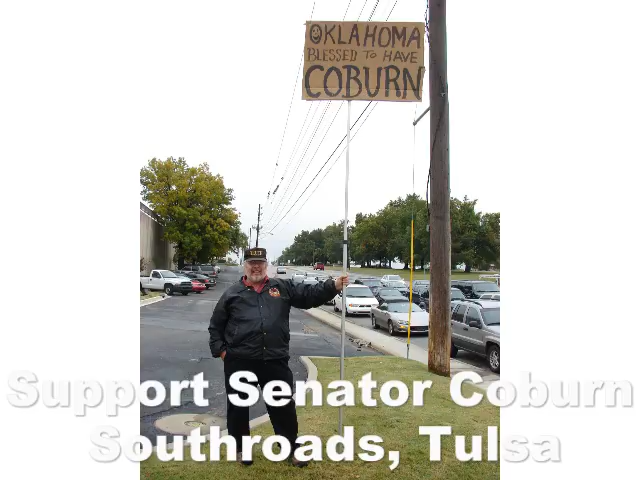 OKLAHOMA
BLESSED TO HAVE
COBURN
Support Senator Coburn
Southroads, Tulsa